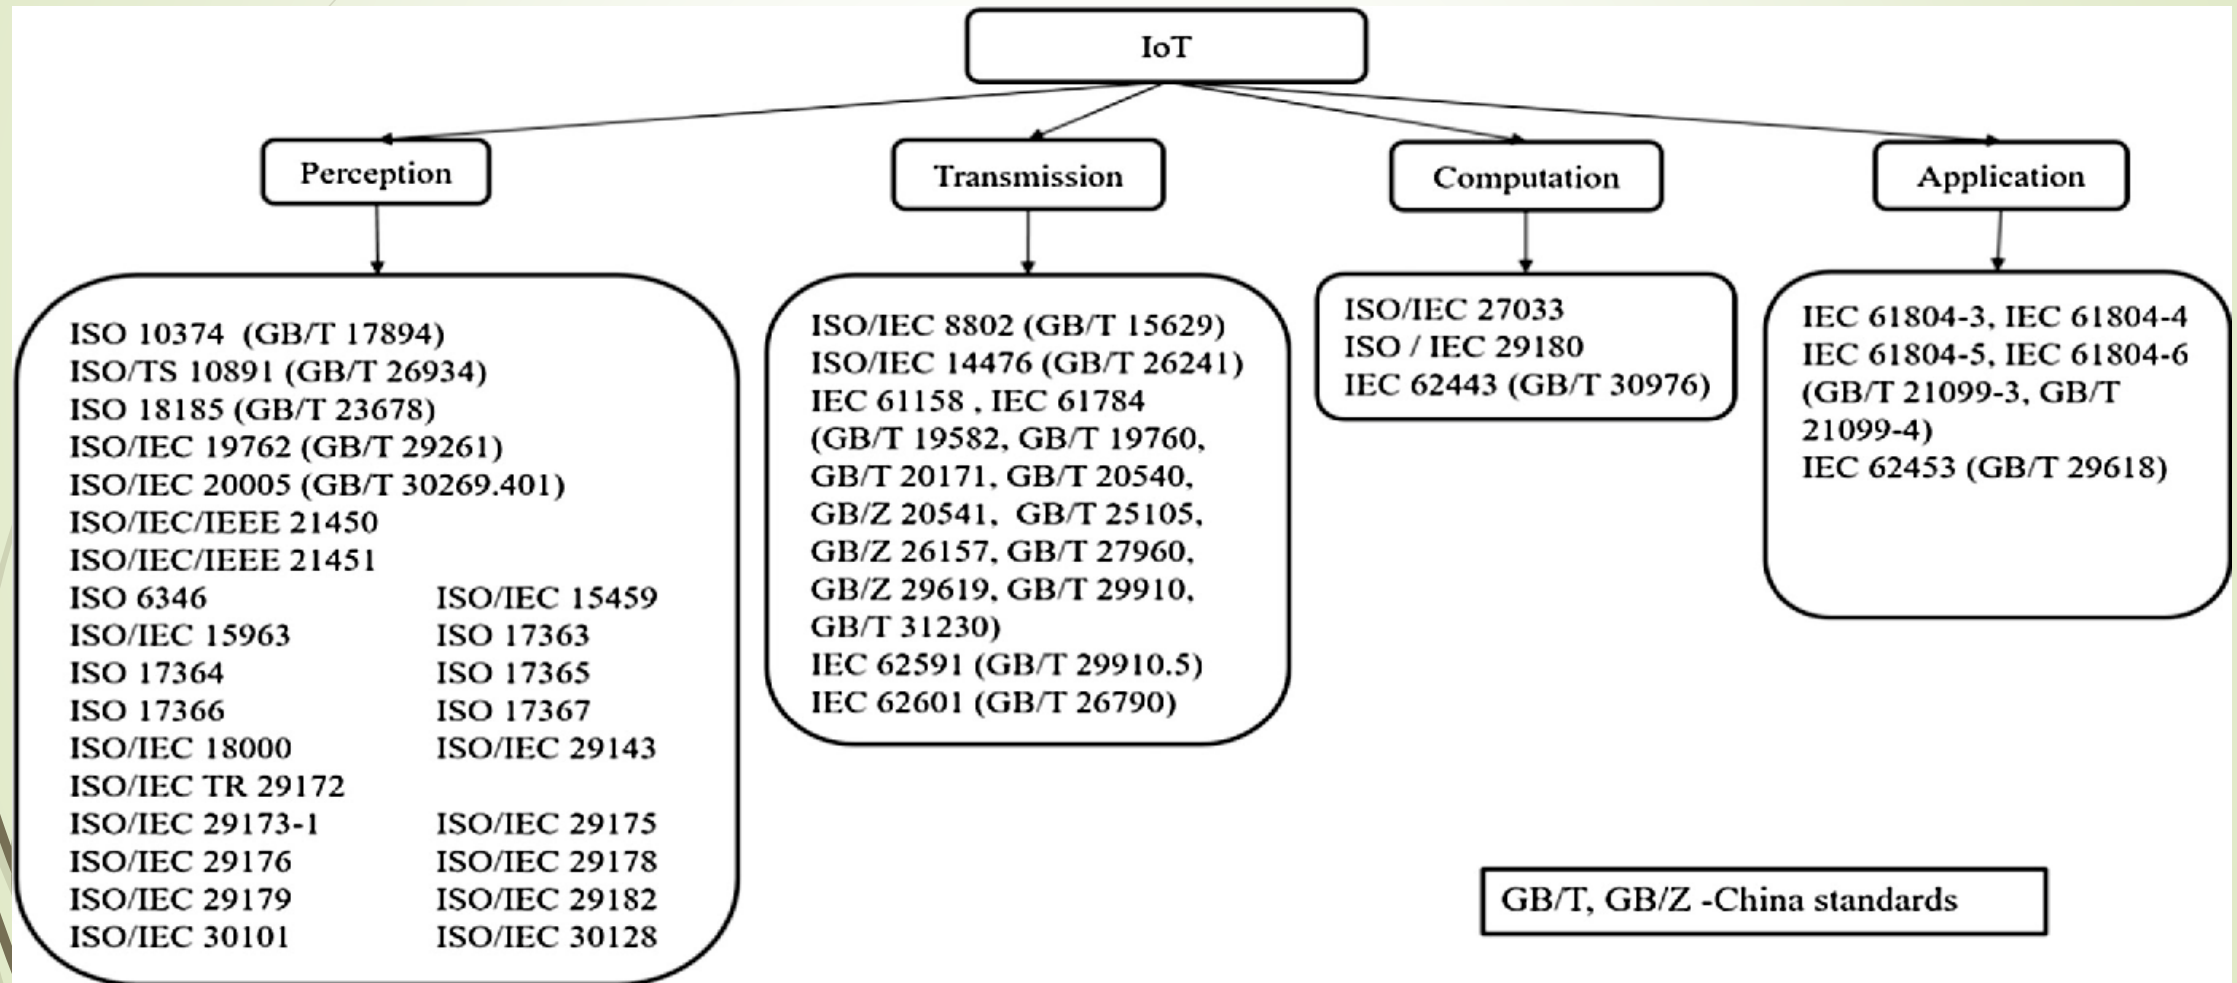 IoT
Perception
Transmission
Computation
Application
ISO 10374 (GB/T 17894)
ISO/TS 10891 (GB/T 26934)
ISO 18185 (GB/T 23678)
ISO/IEC 19762 (GB/T 29261)
ISO/IEC 20005 (GB/T 30269.401)
ISO/IEC/IEEE 21450
ISO/IEC/IEEE 21451
ISO 6346 ISO/IEC 15459
ISO/IEC 15963 ISO 17363
ISO 17364 ISO 17365
ISO 17366 ISO 17367
ISO/IEC 18000 ISO/IEC 29143
ISO/IEC TR 29172
ISO/IEC 29173-1 ISO/IEC 29175
ISO/IEC 29176 ISO/IEC 29178
ISO/IEC 29179 ISO/IEC 29182
ISO/IEC 30101 ISO/IEC 30128
ISO/IEC 8802 (GB/T 15629)
ISO/IEC 14476 (GB/T 26241)
IEC 61158 , IEC 61784
(GB/T 19582, GB/T 19760,
GB/T 20171, GB/T 20540,
GB/Z 20541, GB/T 25105,
GB/Z 26157, GB/T 27960,
GB/Z 29619, GB/T 29910,
GB/T 31230)
IEC 62591 (GB/T 29910.5)
IEC 62601 (GB/T 26790)
ISO/IEC 27033
ISO / IEC 29180
IEC 62443 (GB/T 30976)
IEC 61804-3, IEC 61804-4
IEC 61804-5, IEC 61804-6
(GB/T 21099-3, GB/T
21099-4)
IEC 62453 (GB/T 29618)
GB/T, GB/Z -China standards